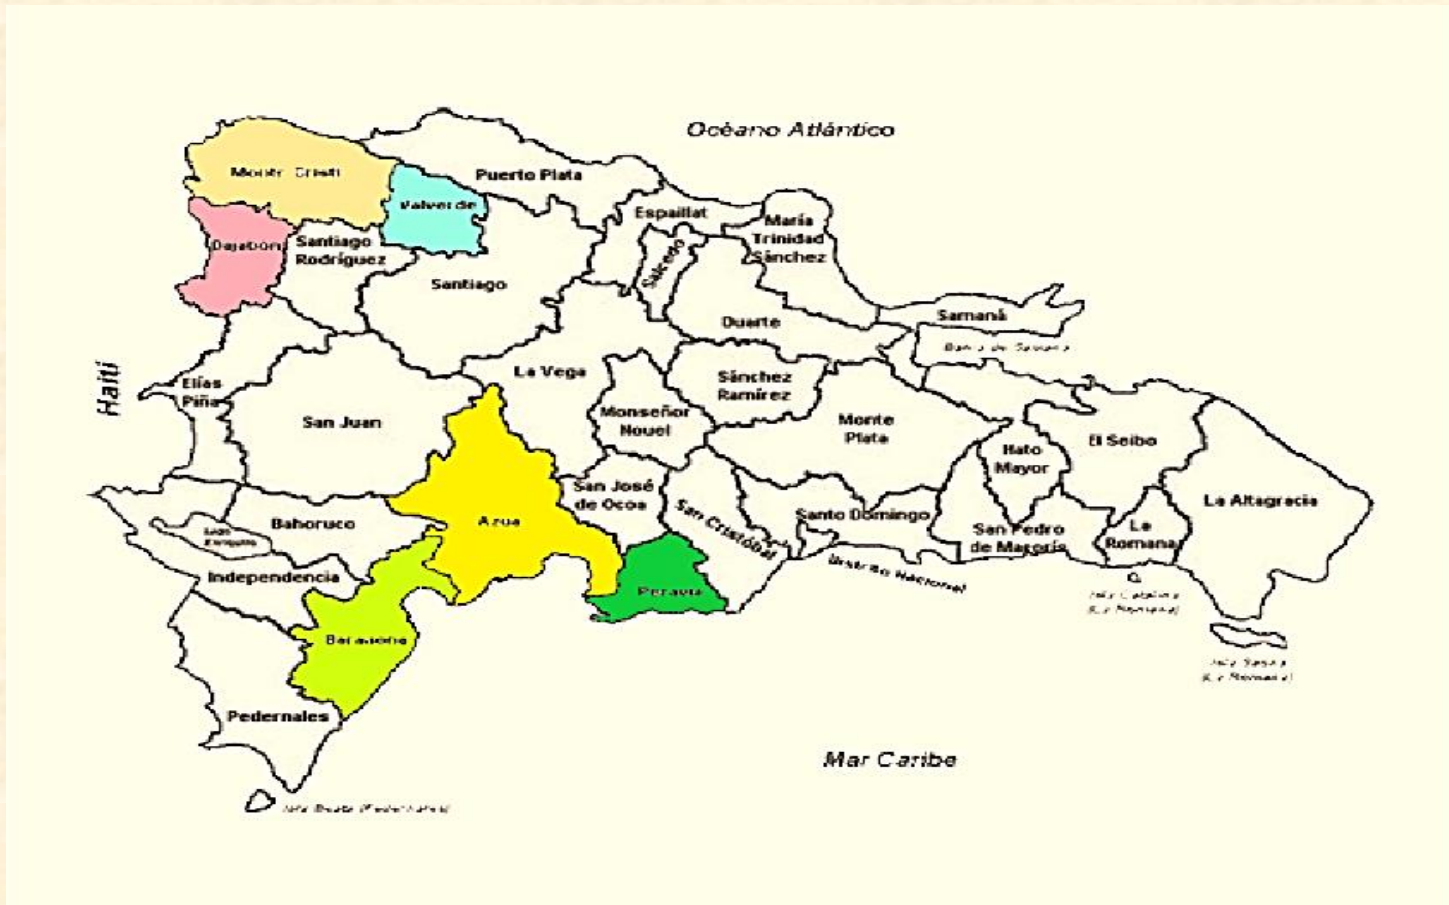 Océano Atlántico
Puerto Plata
Valverde
Espaillat
María
Trinidad
Sánchez
Dajabón
Santiago
Rodríguez
Salcedo
Santiago
Samaná
Duarte
Haití
La Vega
Elías
Piña
Sánchez
Ramírez
San Juan
Monseñor
Nouel
Monte
Plata
El Seibo
Hato
Mayor
San José
de Ocoa
La Altagracia
San Cristóbal
Santo Domingo
Bahoruco
Azua
San Pedro
de Macorís
La
Romana
Distrito Nacional
Independencia
Peravia
Barahona
Pedernales
Mar Caribe